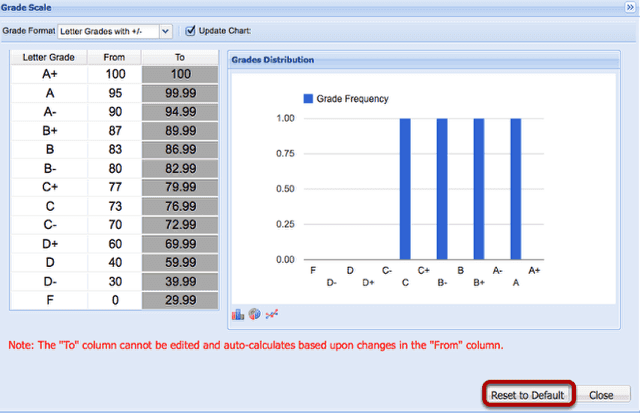 Grade Scale
Grade Format Letter Grades with +/- Update Chart:
Letter Grade From To
A+ 100 100
A 95 99.99
A- 90 94.99
B+ 87 89.99
B 83 86.99
B- 80 82.99
C+ 77 79.99
C 73 76.99
C- 70 72.99
D+ 60 69.99
D 40 59.99
D- 30 39.99
F 0 29.99
Grades Distribution
Grade Frequency
1.00
0.75
0.50
0.25
0.00
F D C- C+ B A- A+
D- D+ C B- B+ A
Note: The "To" column cannot be edited and auto-calculates based upon changes in the "From" column.
Reset to Default Close